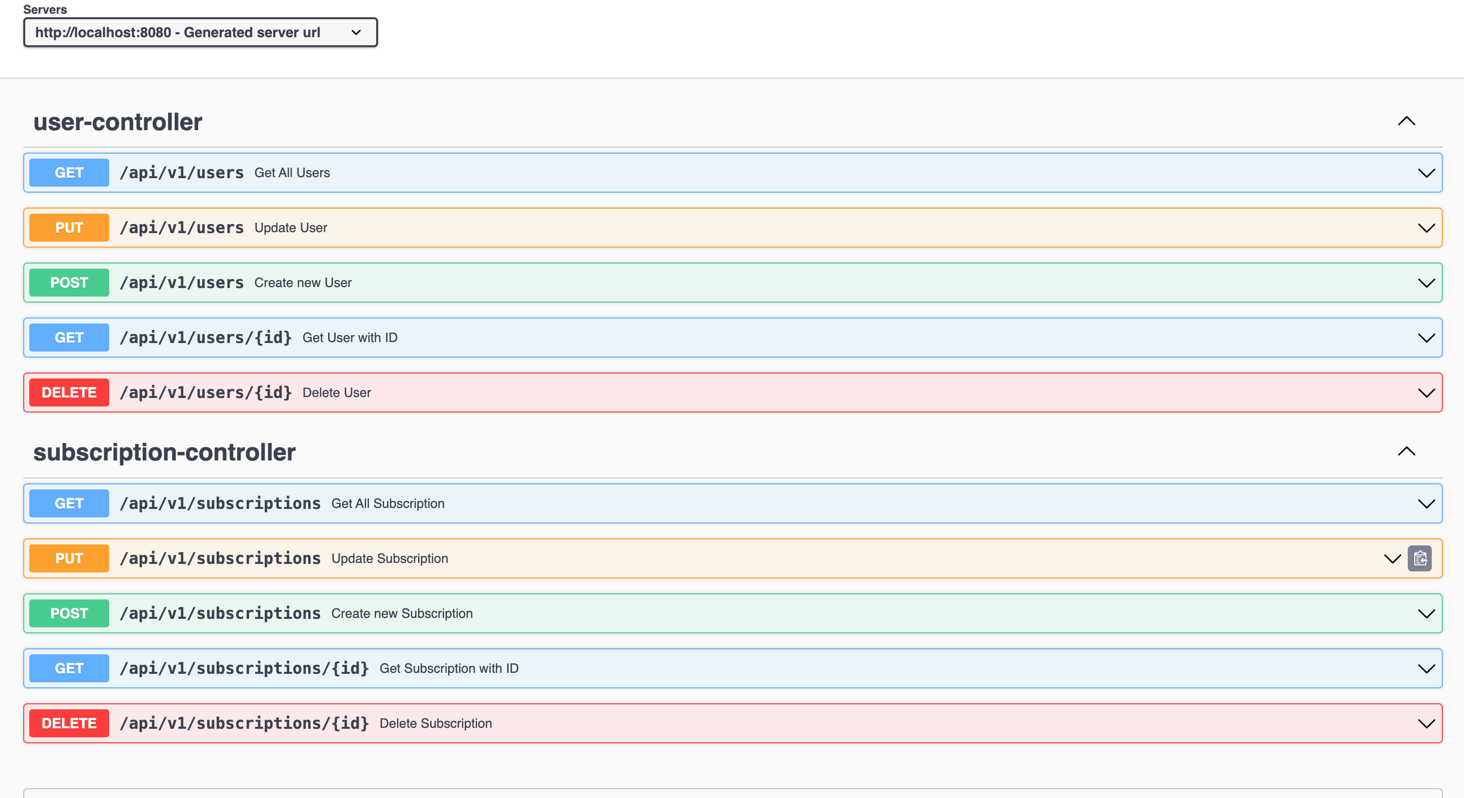 Servers
http://localhost:8080 - Generated server url
user-controller
GET /api/v1/users Get All Users
PUT /api/v1/users Update User
POST /api/v1/users Create new User
GET /api/v1/users/{id} Get User with ID
DELETE /api/v1/users/{id} Delete User
subscription-controller
GET /api/v1/subscriptions Get All Subscription
PUT /api/v1/subscriptions Update Subscription
POST /api/v1/subscriptions Create new Subscription
GET /api/v1/subscriptions/{id} Get Subscription with ID
DELETE /api/v1/subscriptions/{id} Delete Subscription